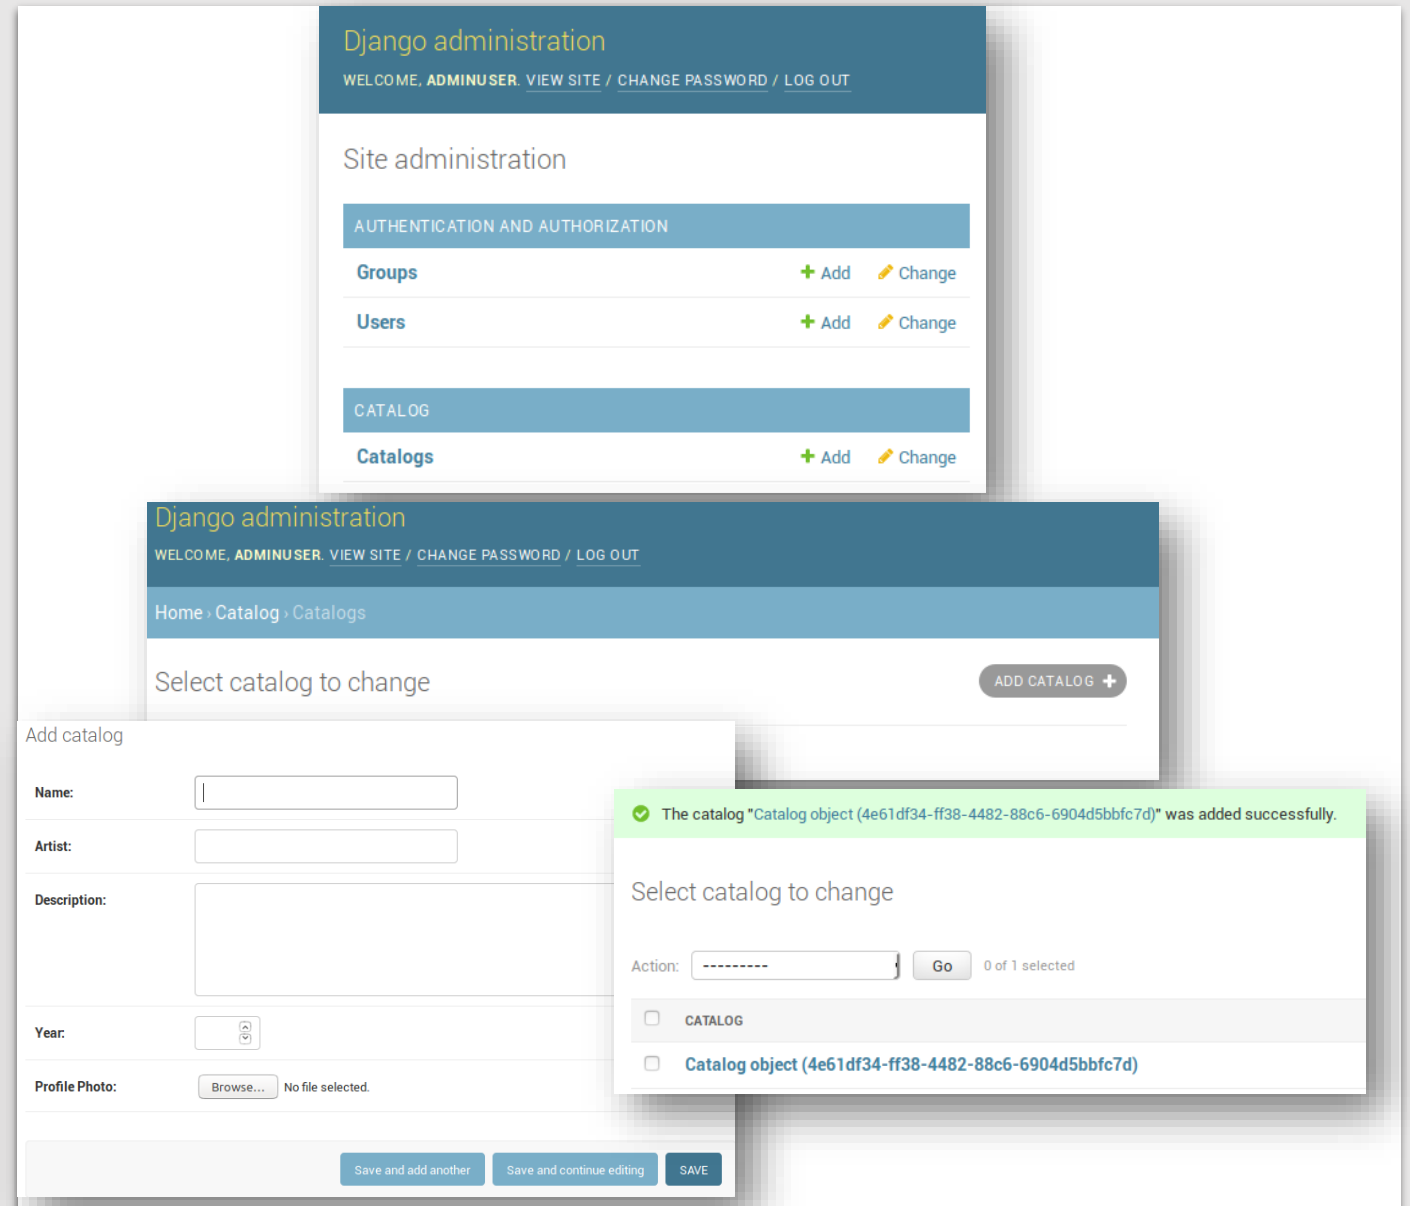 Django administration
WELCOME, ADMINUSER. VIEW SITE / CHANGE PASSWORD / LOG OUT
Site administration
AUTHENTICATION AND AUTHORIZATION
Groups Add Change
Users Add Change
CATALOG
Catalogs Add Change
Django administration
WELCOME, ADMINUSER. VIEW SITE / CHANGE PASSWORD / LOG OUT
Home › Catalog › Catalogs
Select catalog to change ADD CATALOG
Add catalog
Name:
Artist:
Description:
Year:
Profile Photo: Browse... No file selected.
Save and add another Save and continue editing SAVE
The catalog "Catalog object (4e61df34-ff38-4482-88c6-6904d5bbfc7d)" was added successfully.
Select catalog to change
Action: --------- Go 0 of 1 selected
CATALOG
Catalog object (4e61df34-ff38-4482-88c6-6904d5bbfc7d)